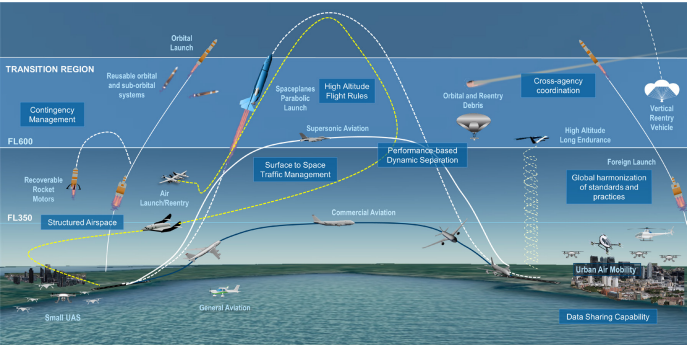 Orbital
Launch
TRANSITION REGION
Reusable orbital
and sub-orbital
systems
Spaceplanes
Parabolic
Launch
High Altitude
Flight Rules
Orbital and Reentry
Debris
Cross-agency
coordination
Vertical
Reentry
Vehicle
Contingency
Management
FL600
Supersonic Aviation
High Altitude
Long Endurance
Performance-based
Dynamic Separation
Surface to Space
Traffic Management
Foreign Launch
Recoverable
Rocket
Motors
Air
Launch/Reentry
Global harmonization
of standards and
practices
FL350
Structured Airspace
Commercial Aviation
Urban Air Mobility
Small UAS
General Aviation
Data Sharing Capability